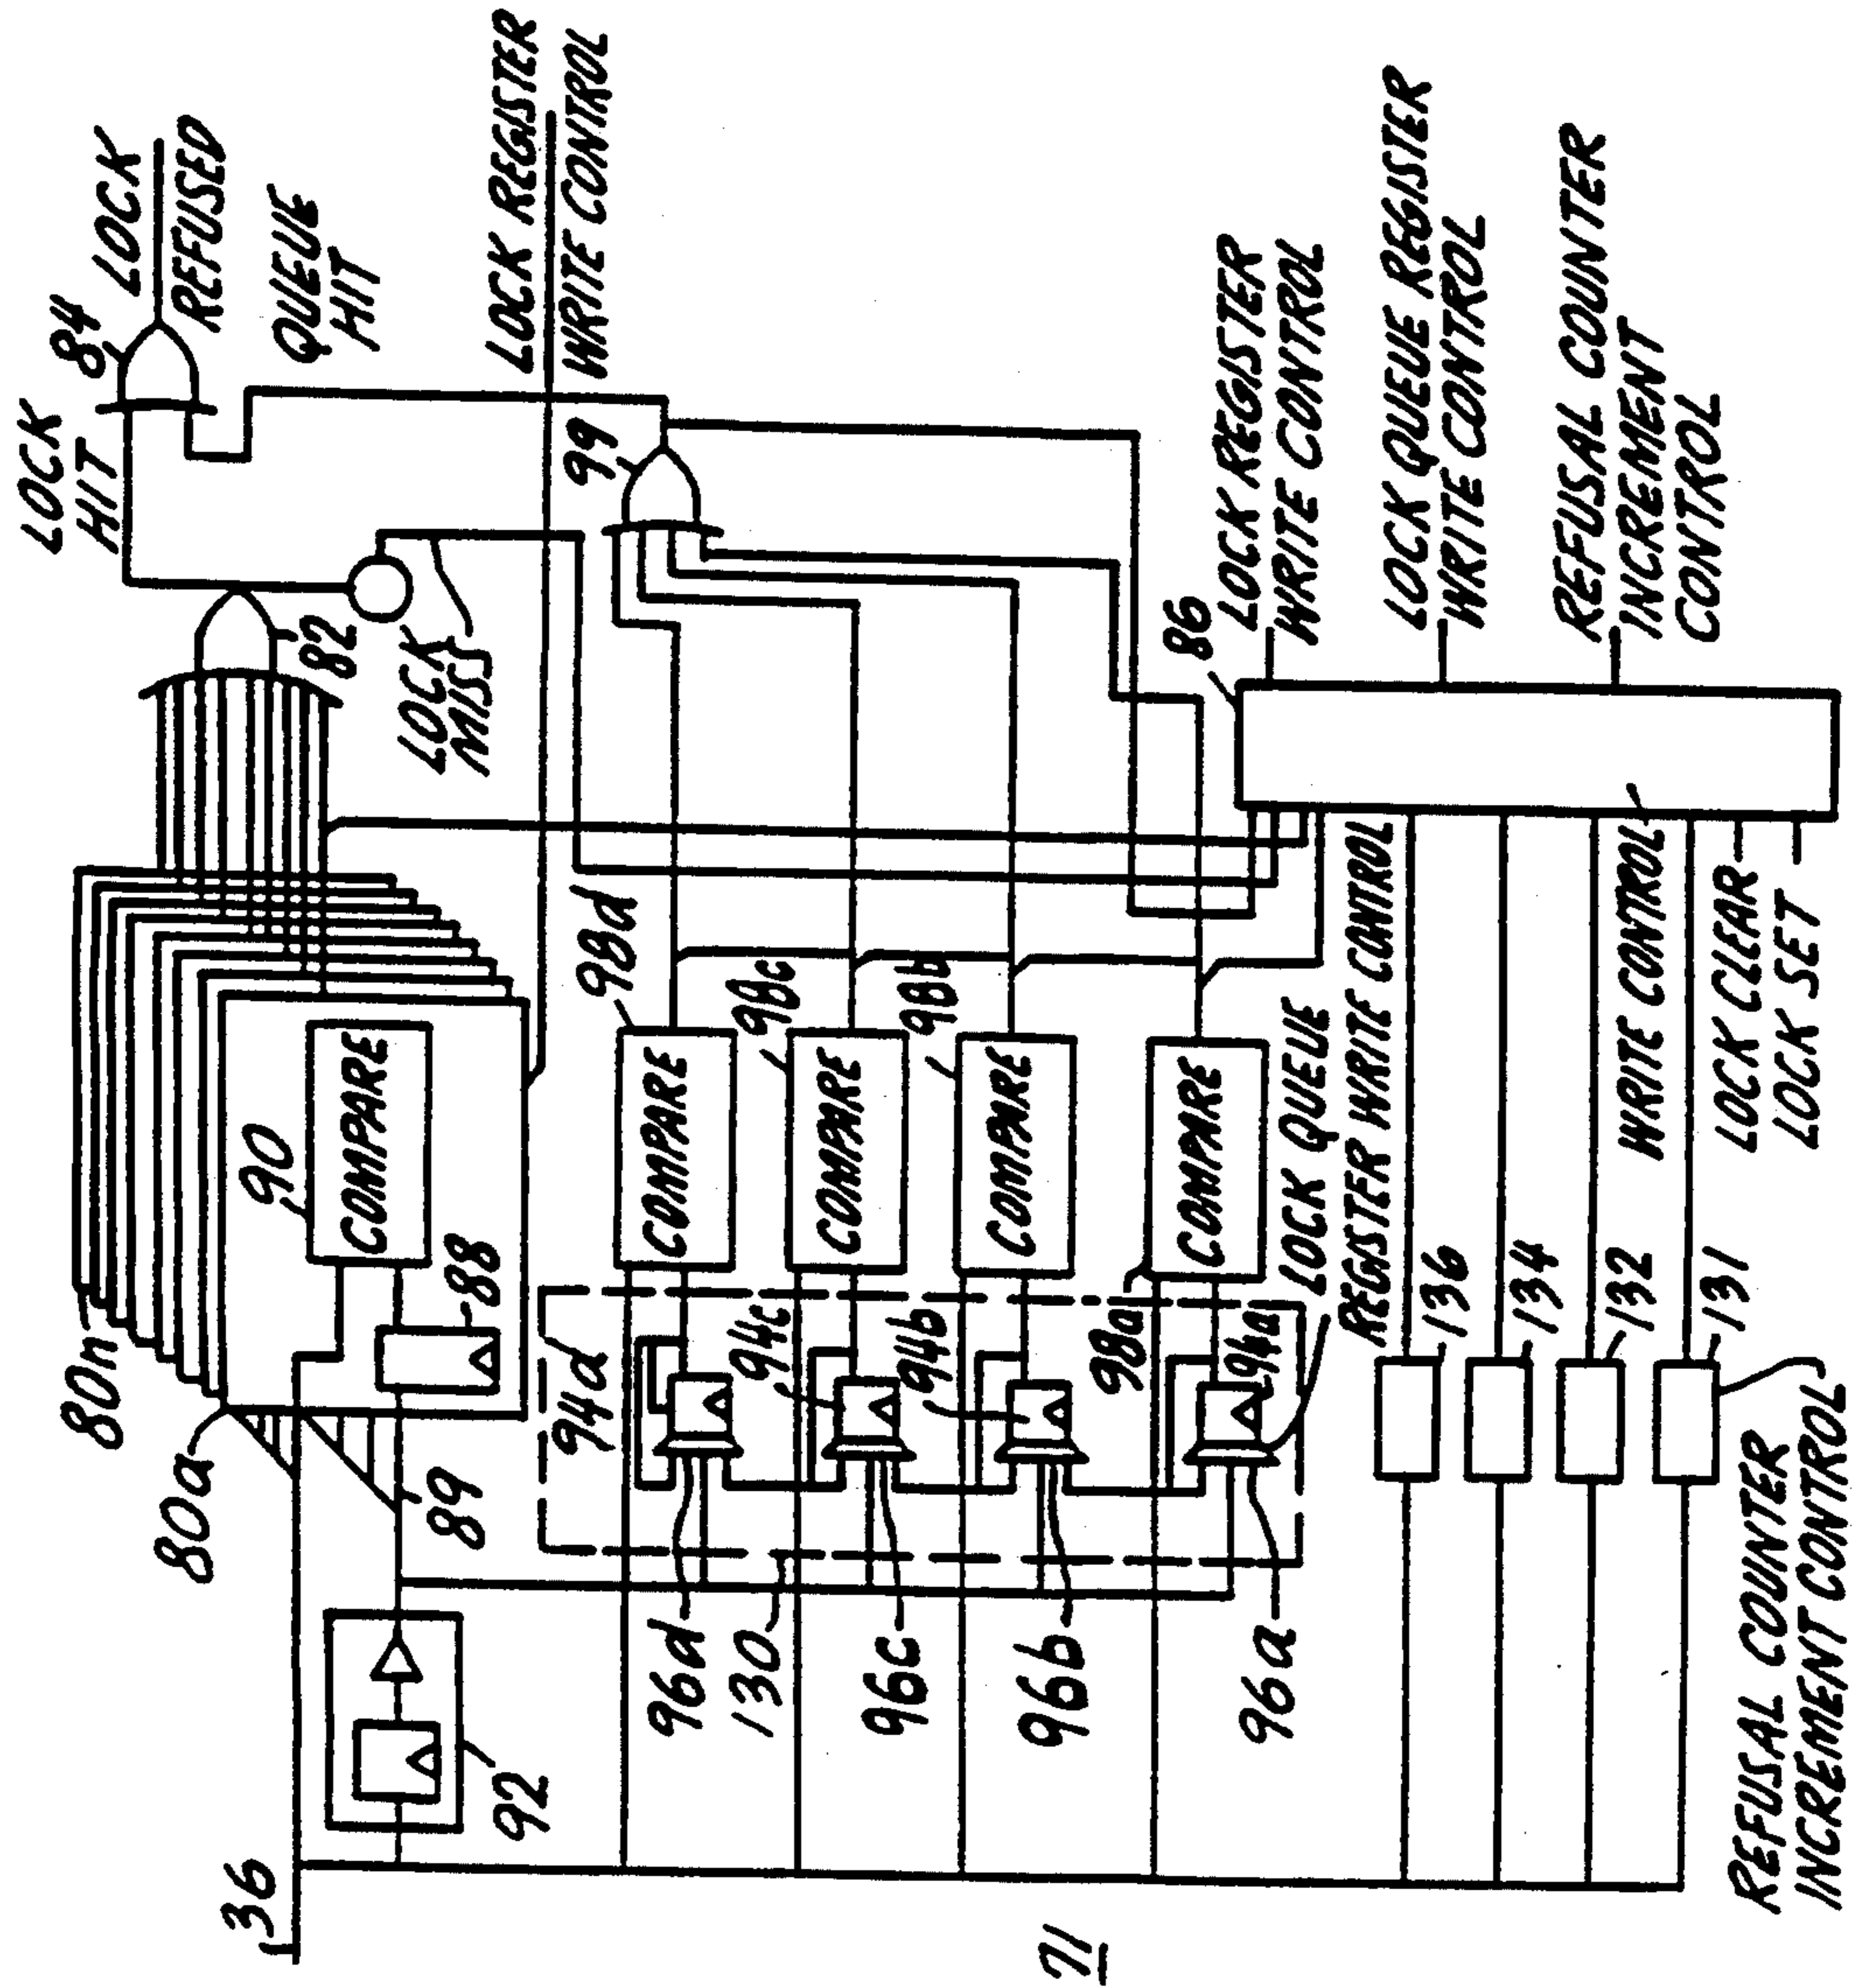 LOCK
HIT
84
LOCK
REFUSED
QUEUE
HIT
80n
80a
90
COMPARE
88
89
82
LOCK
MISS
99
LOCK REGISTER
WRITE CONTROL
36
92
94d
98d
COMPARE
94c
98c
COMPARE
94b
98b
COMPARE
98a
94a
COMPARE
96d
130
96c
96b
96a
LOCK QUEUE
REGISTER WRITE CONTROL
86
LOCK REGISTER
WRITE CONTROL
LOCK QUEUE REGISTER
WRITE CONTROL
REFUSAL COUNTER
INCREMENT
CONTROL
136
134
132
131
WRITE CONTROL
LOCK CLEAR
LOCK SET
REFUSAL COUNTER
INCREMENT CONTROL
71